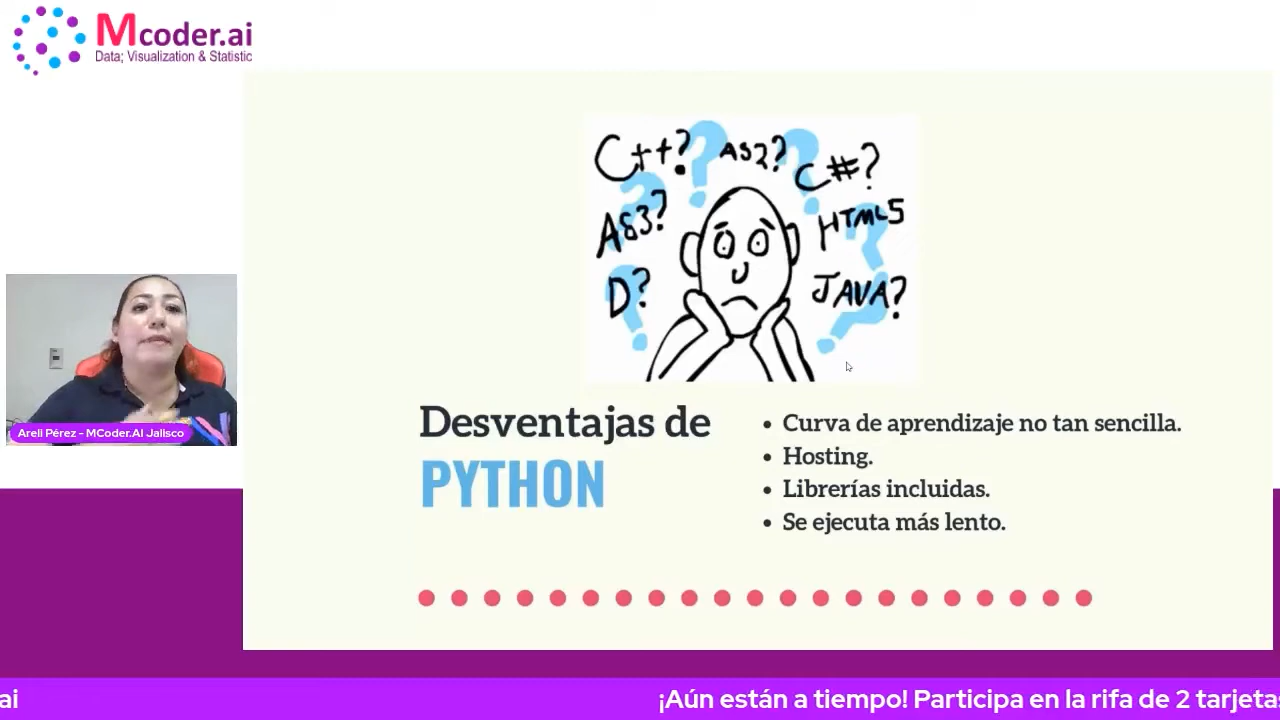 Mcoder.ai
Data; Visualization & Statistic
C++?
AS2?
C#?
AS3?
HTML5
D?
JAVA?
Areli Pérez - MCoder.AI Jalisco
Desventajas de
PYTHON
• Curva de aprendizaje no tan sencilla.
• Hosting.
• Librerías incluidas.
• Se ejecuta más lento.
ai
¡Aún están a tiempo! Participa en la rifa de 2 tarjetas